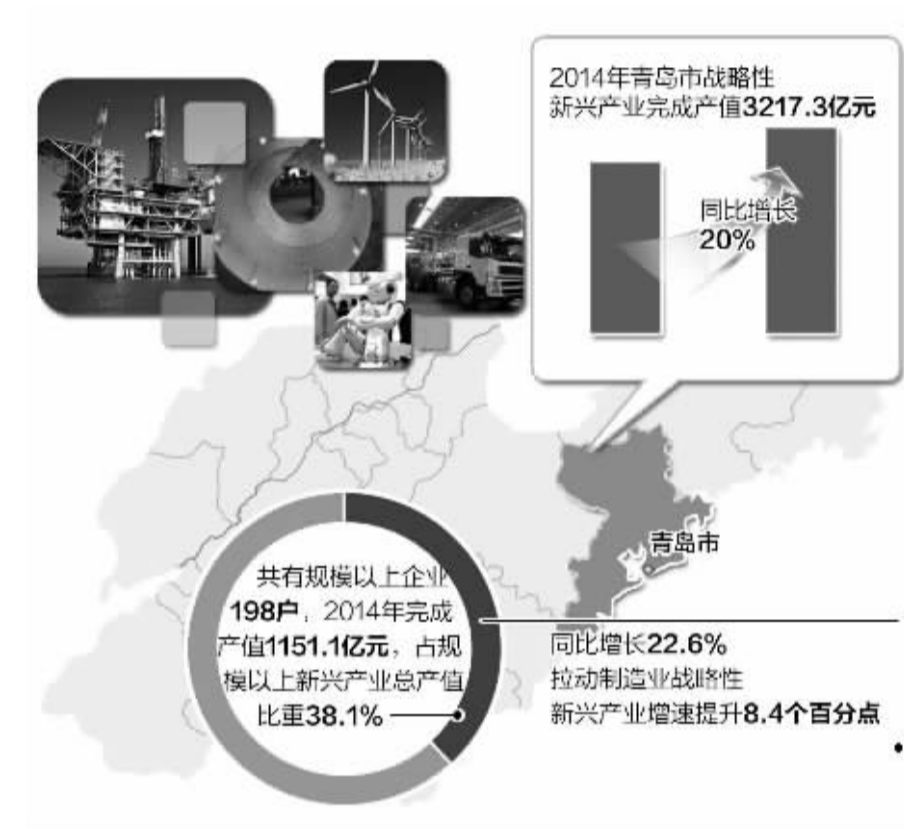 2014年青岛市战略性
新兴产业完成产值3217.3亿元
同比增长
20%
青岛市
共有规模以上企业
198户，2014年完成
产值1151.1亿元，占规
模以上新兴产业总产值
比重38.1%
同比增长22.6%
拉动制造业战略性
新兴产业增速提升8.4个百分点